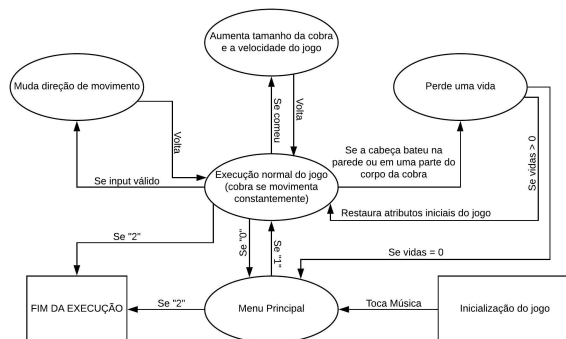 Aumenta tamanho da cobra
e a velocidade do jogo
Muda direção de movimento
Perde uma vida
Volta
Se comeu
Volta
Se a cabeça bateu na
parede ou em uma parte do
corpo da cobra
Se vidas > 0
Se input válido
Execução normal do jogo
(cobra se movimenta
constantemente)
Restaura atributos iniciais do jogo
Se "2"
Se "0"
Se "1"
Se vidas = 0
FIM DA EXECUÇÃO
Se "2"
Menu Principal
Toca Música
Inicialização do jogo